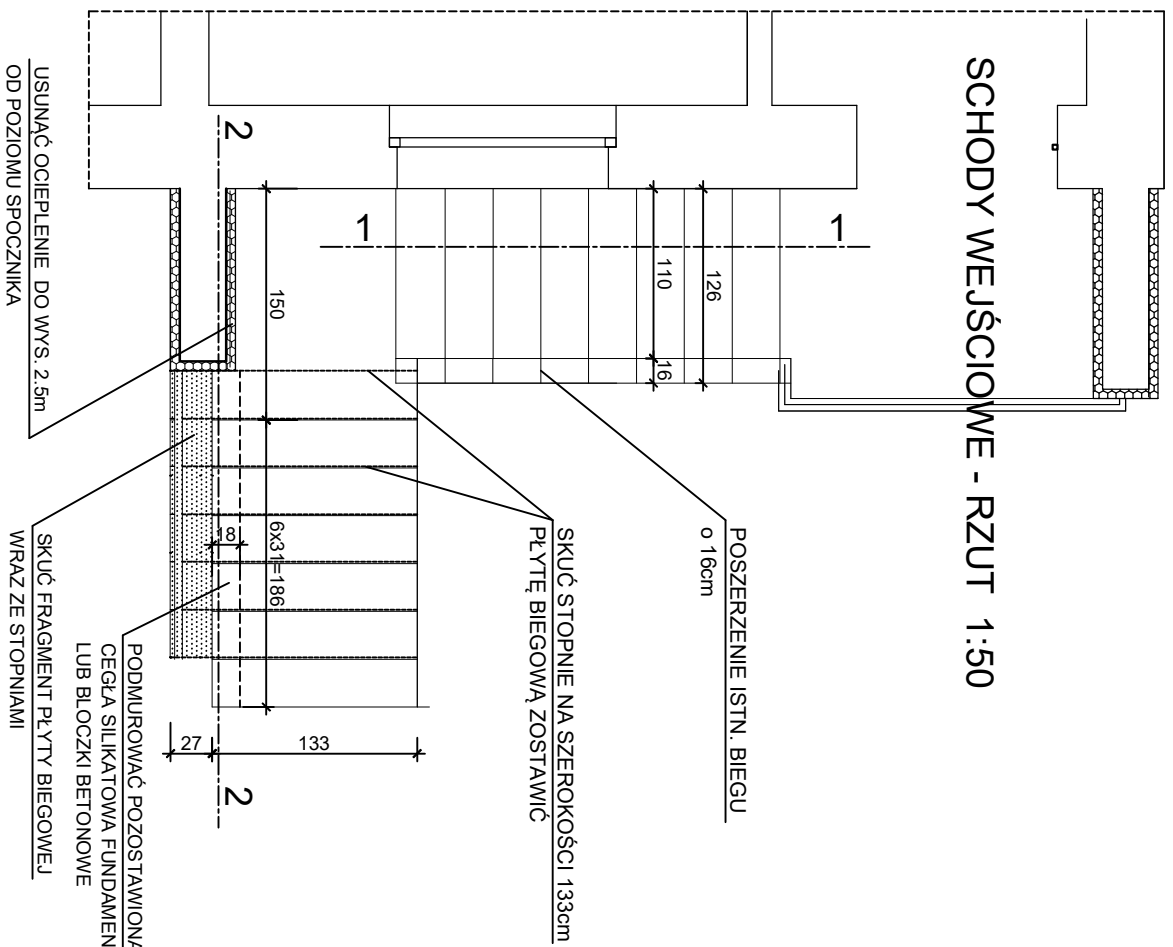 SCHODY WEJŚCIOWE - RZUT 1:50
POSZERZENIE ISTN. BIEGU
o 16cm
SKUĆ STOPNIE NA SZEROKOŚCI 133cm
PŁYTĘ BIEGOWĄ ZOSTAWIĆ
1
1
110
126
16
2
150
6x31=186
18
27
133
2
PODMUROWAĆ POZOSTAWIONĄ
CEGŁA SILIKATOWA FUNDAMEN
LUB BLOCZKI BETONOWE
SKUĆ FRAGMENT PŁYTY BIEGOWEJ
WRAZ ZE STOPNIAMI
USUNĄĆ OCIEPLENIE DO WYS. 2.5m
OD POZIOMU SPOCZNIKA